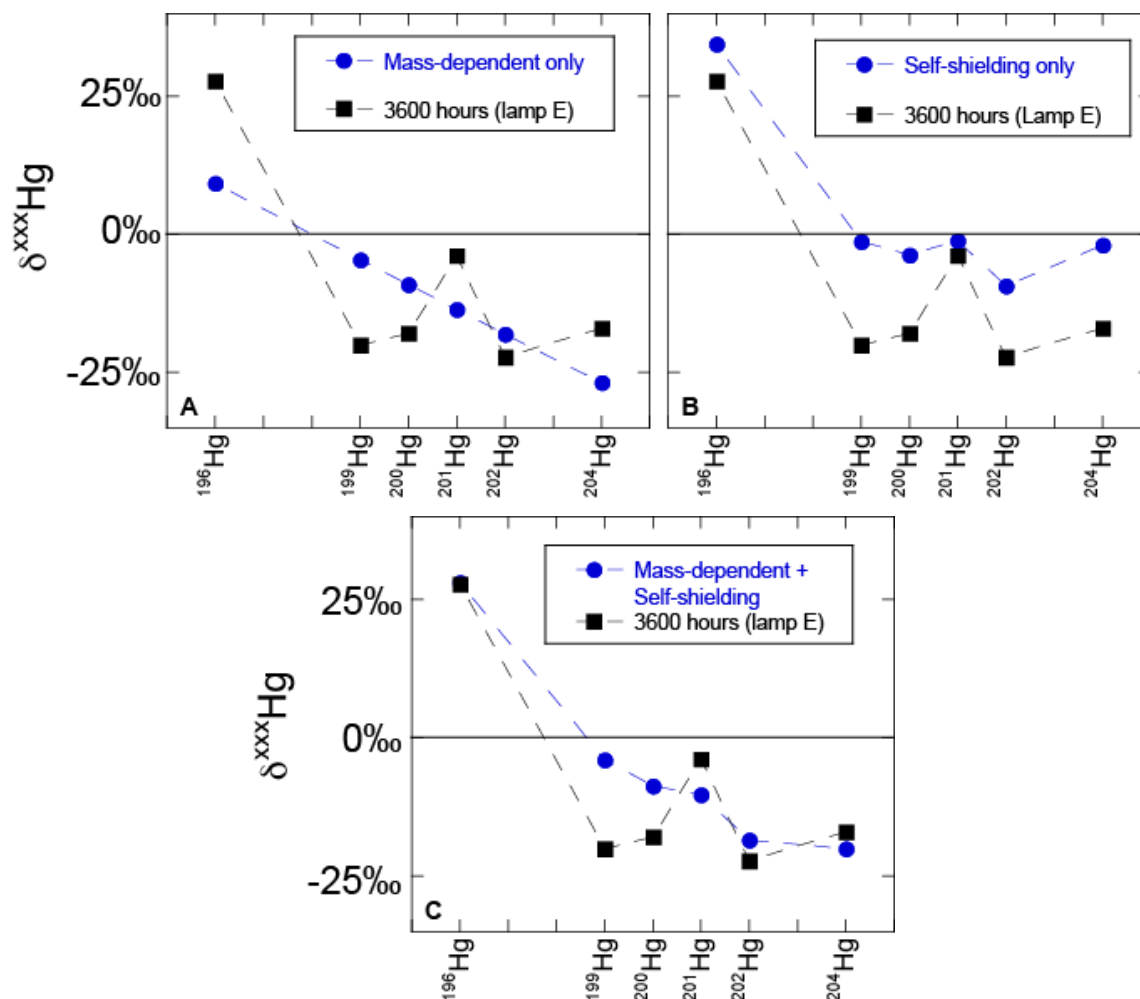 Mass-dependent only
3600 hours (lamp E)
25‰
0‰
-25‰
δxxxHg
A
196Hg
199Hg
200Hg
201Hg
202Hg
204Hg
Self-shielding only
3600 hours (Lamp E)
B
196Hg
199Hg
200Hg
201Hg
202Hg
204Hg
Mass-dependent +
Self-shielding
3600 hours (lamp E)
25‰
0‰
-25‰
δxxxHg
C
196Hg
199Hg
200Hg
201Hg
202Hg
204Hg